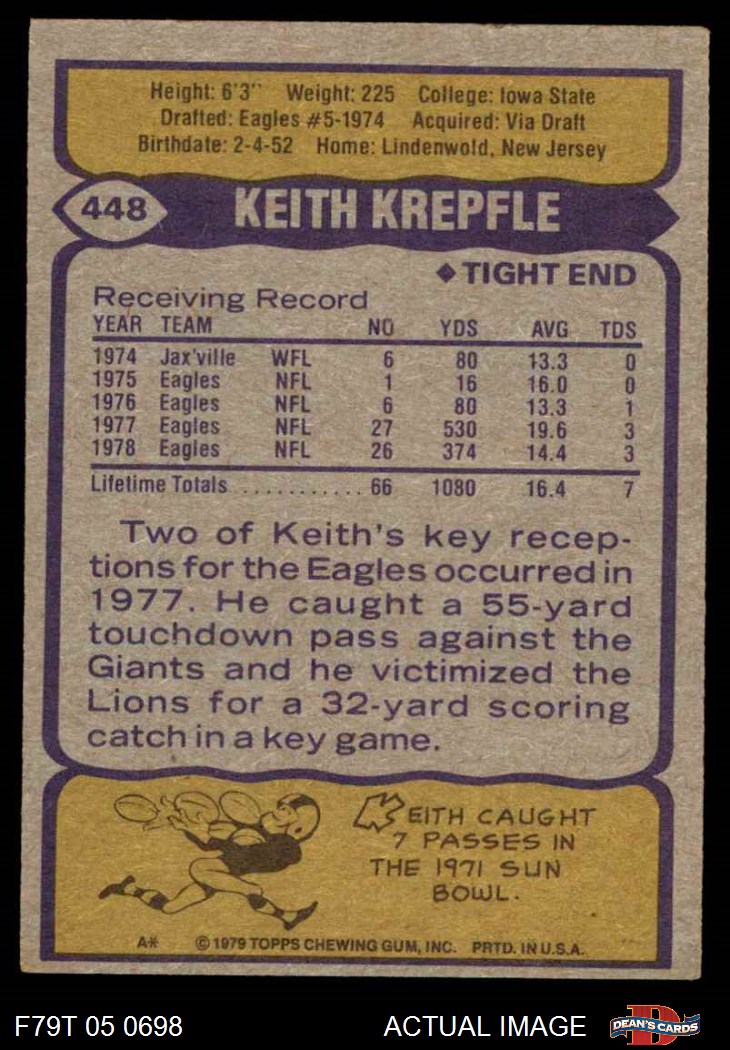 Height: 6'3" Weight: 225 College: Iowa State
Drafted: Eagles #5-1974 Acquired: Via Draft
Birthdate: 2-4-52 Home: Lindenwold, New Jersey
448 KEITH KREPFLE
◆ TIGHT END
Receiving Record
YEAR TEAM NO YDS AVG TDS
1974 Jax'ville WFL 6 80 13.3 0
1975 Eagles NFL 1 16 16.0 0
1976 Eagles NFL 6 80 13.3 1
1977 Eagles NFL 27 530 19.6 3
1978 Eagles NFL 26 374 14.4 3
Lifetime Totals ............ 66 1080 16.4 7
Two of Keith's key recep-
tions for the Eagles occurred in
1977. He caught a 55-yard
touchdown pass against the
Giants and he victimized the
Lions for a 32-yard scoring
catch in a key game.
KEITH CAUGHT
7 PASSES IN
THE 1971 SUN
BOWL.
A* © 1979 TOPPS CHEWING GUM, INC. PRTD. IN U.S.A.
F79T 05 0698 ACTUAL IMAGE DEAN'S CARDS